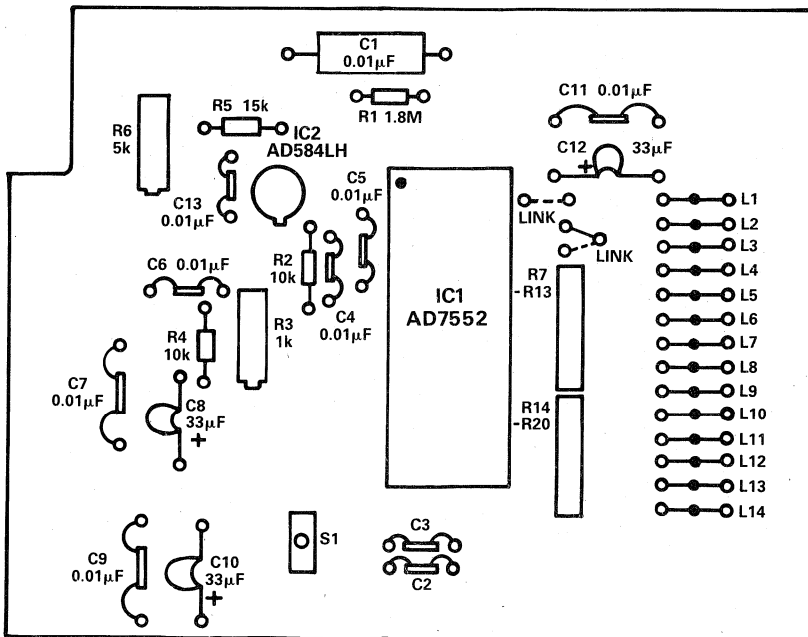 C1
0.01µF
R1 1.8M
C11 0.01µF
C12 33µF
+
R6
5k
R5 15k
IC2
AD584LH
C13
0.01µF
C5
0.01µF
LINK
LINK
L1
L2
L3
L4
L5
L6
L7
L8
L9
L10
L11
L12
L13
L14
C6 0.01µF
R2
10k
C4
0.01µF
R3
1k
R4
10k
IC1
AD7552
R7
-R13
R14
-R20
C7
0.01µF
C8
33µF
+
C9
0.01µF
C10
33µF
+
S1
C3
C2